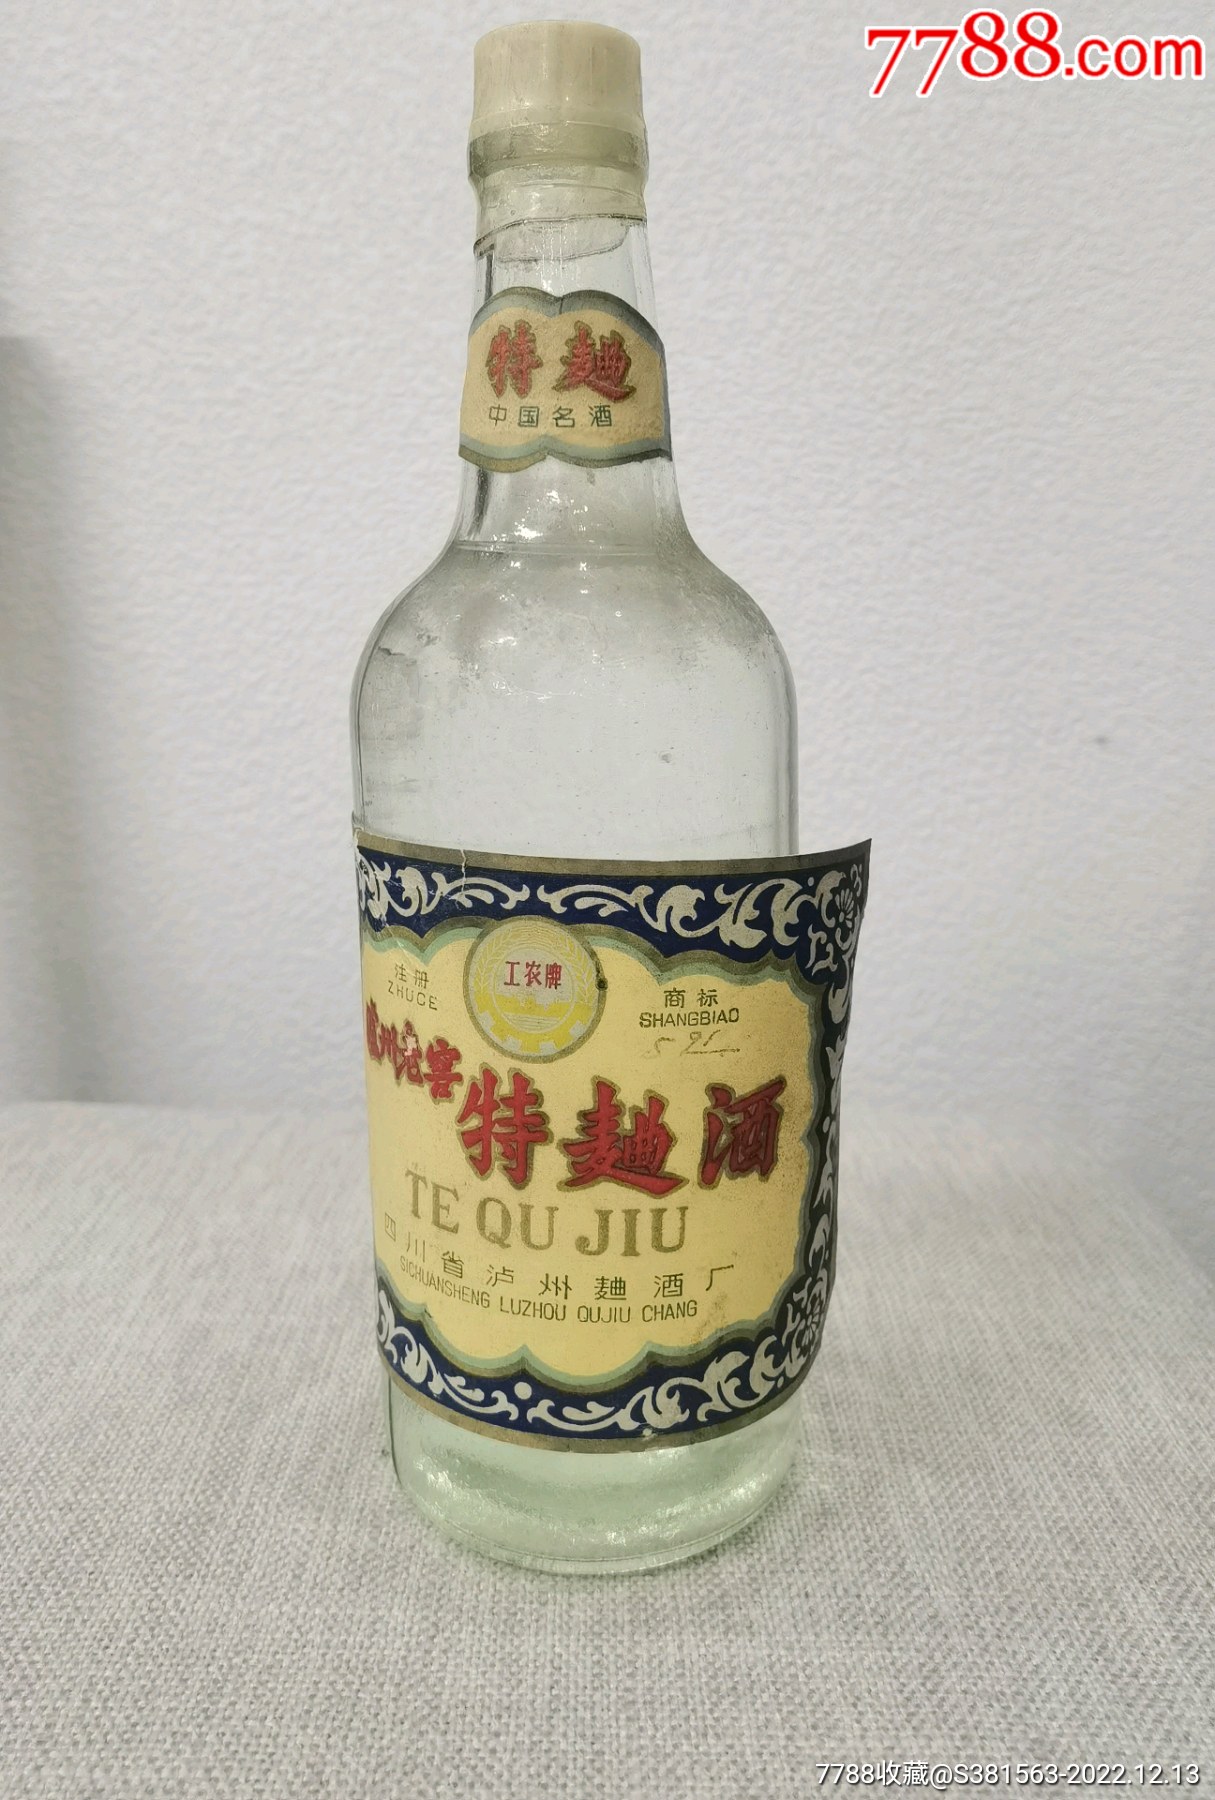 7788.com
特麯
中国名酒
工农牌
注册
ZHUCE
商标
SHANGBIAO
泸州老窖
特麯酒
TE QU JIU
四川省泸州麯酒厂
SICHUANSHENG LUZHOU QUJIU CHANG
7788收藏@S381563-2022.12.13